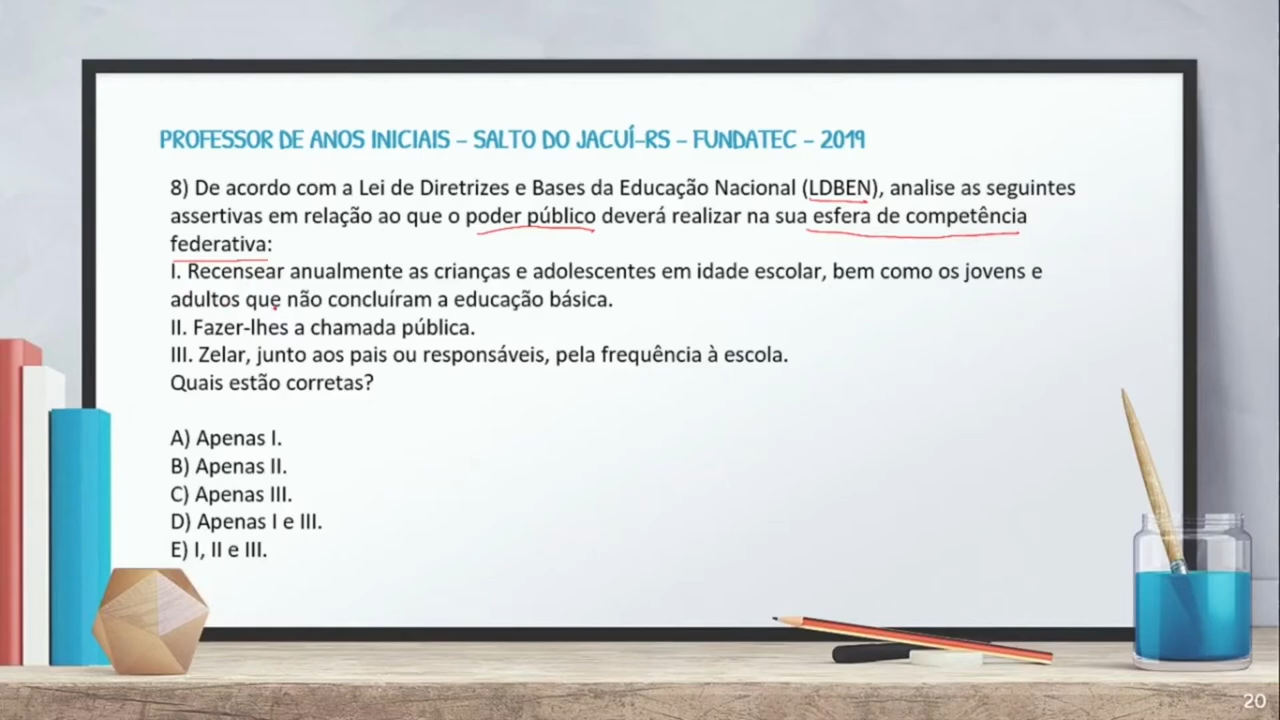 PROFESSOR DE ANOS INICIAIS – SALTO DO JACUÍ-RS – FUNDATEC – 2019
8) De acordo com a Lei de Diretrizes e Bases da Educação Nacional (LDBEN), analise as seguintes
assertivas em relação ao que o poder público deverá realizar na sua esfera de competência
federativa:
I. Recensear anualmente as crianças e adolescentes em idade escolar, bem como os jovens e
adultos que não concluíram a educação básica.
II. Fazer-lhes a chamada pública.
III. Zelar, junto aos pais ou responsáveis, pela frequência à escola.
Quais estão corretas?
A) Apenas I.
B) Apenas II.
C) Apenas III.
D) Apenas I e III.
E) I, II e III.
20